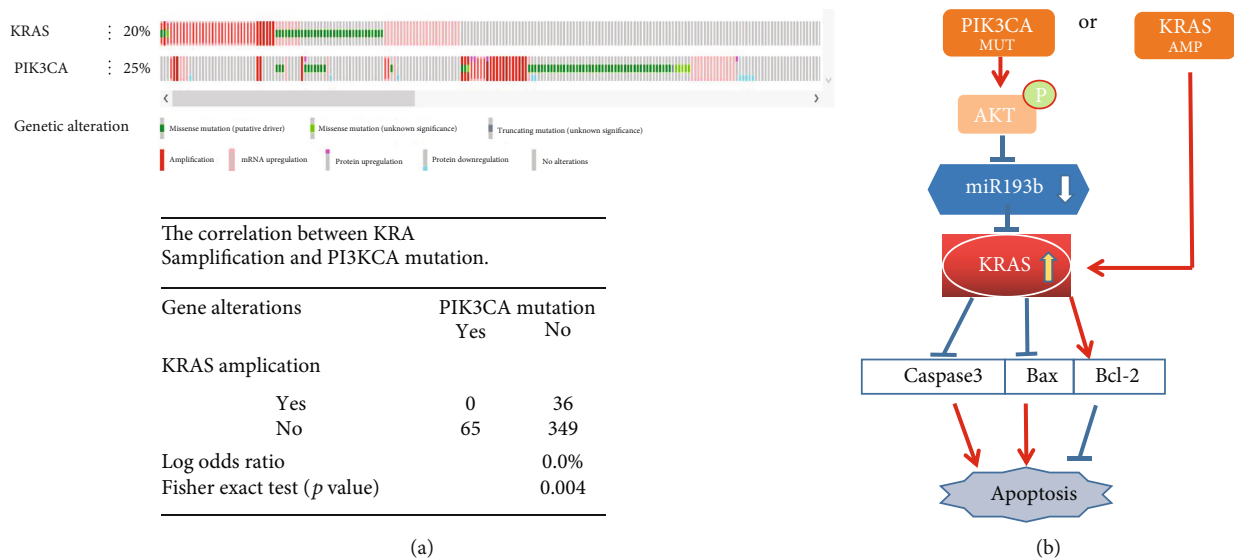 KRAS ⋮ 20%
PIK3CA ⋮ 25%
Genetic alteration
Missense mutation (putative driver) Missense mutation (unknown significance) Truncating mutation (unknown significance)
Amplification mRNA upregulation Protein upregulation Protein downregulation No alterations
The correlation between KRA
Samplification and PI3KCA mutation.
Gene alterations PIK3CA mutation
Yes No
KRAS amplication
Yes 0 36
No 65 349
Log odds ratio 0.0%
Fisher exact test (p value) 0.004
(a)
PIK3CA
MUT
or
KRAS
AMP
P
AKT
miR193b
KRAS
Caspase3 Bax Bcl-2
Apoptosis
(b)